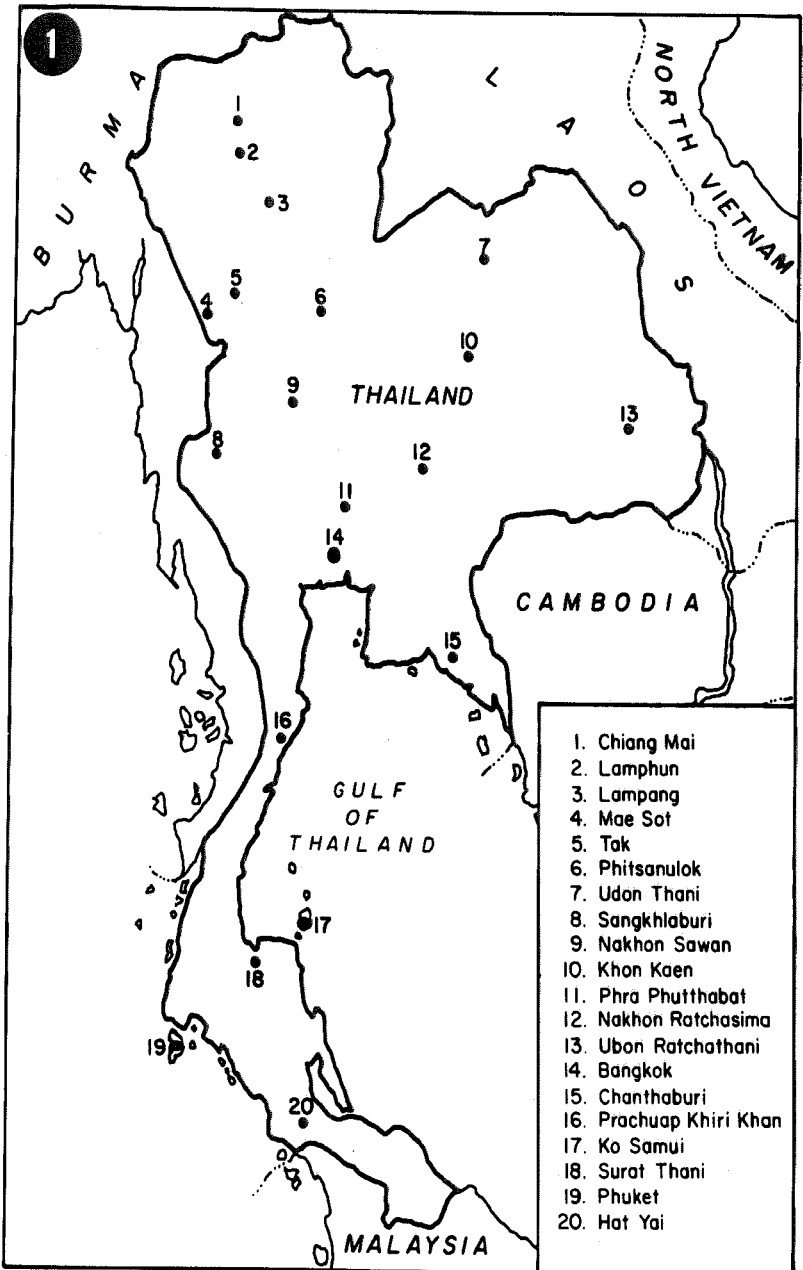 1
BURMA
LAOS
NORTH VIETNAM
1
2
3
7
5
4
6
10
THAILAND
9
13
8
12
11
14
CAMBODIA
15
16
GULF
OF
THAILAND
17
18
19
20
MALAYSIA
1. Chiang Mai
2. Lamphun
3. Lampang
4. Mae Sot
5. Tak
6. Phitsanulok
7. Udon Thani
8. Sangkhlaburi
9. Nakhon Sawan
10. Khon Kaen
11. Phra Phutthabat
12. Nakhon Ratchasima
13. Ubon Ratchathani
14. Bangkok
15. Chanthaburi
16. Prachuap Khiri Khan
17. Ko Samui
18. Surat Thani
19. Phuket
20. Hat Yai